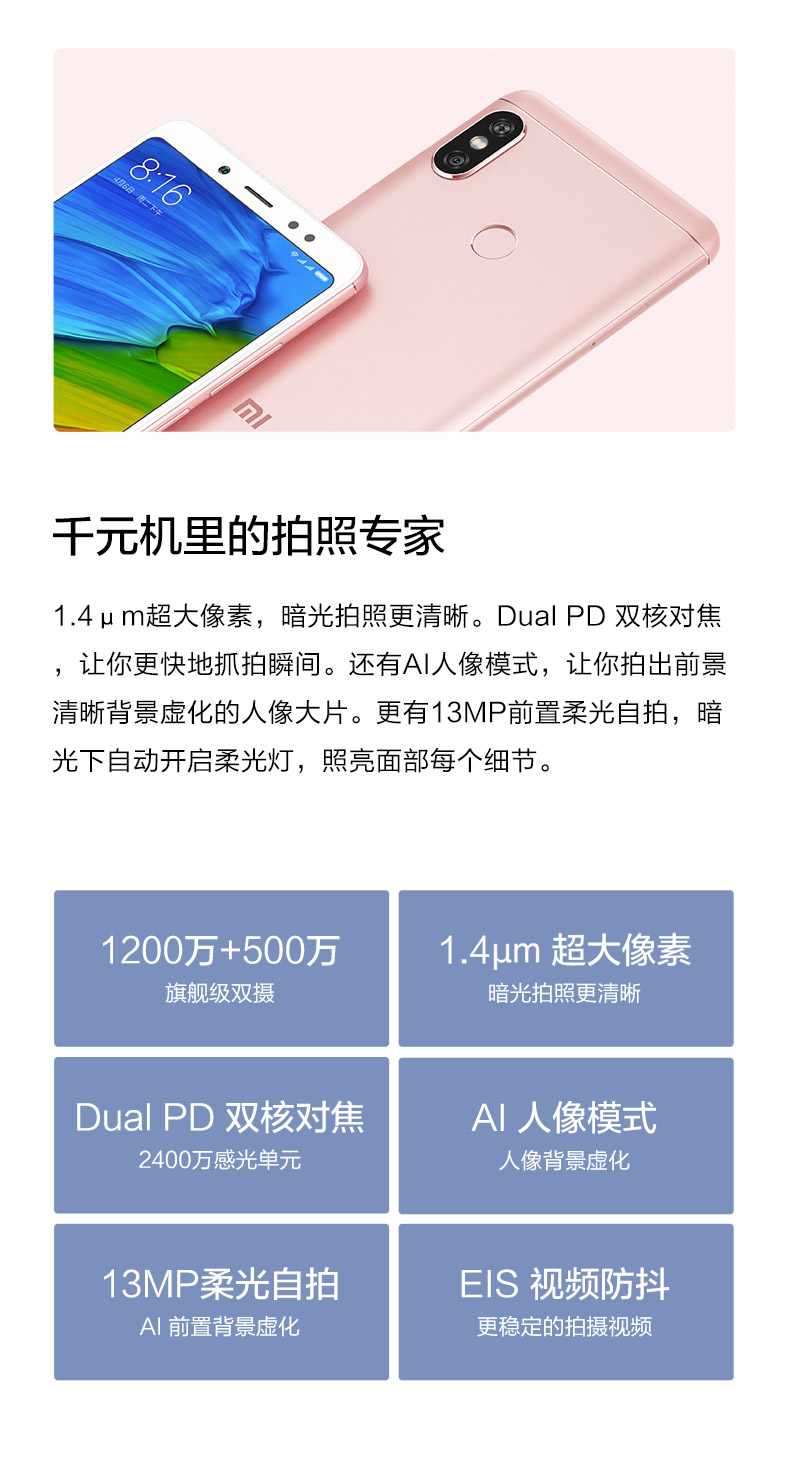 8:16
4月6日 周二下午
MI
千元机里的拍照专家
1.4μm超大像素，暗光拍照更清晰。Dual PD 双核对焦
，让你更快地抓拍瞬间。还有AI人像模式，让你拍出前景
清晰背景虚化的人像大片。更有13MP前置柔光自拍，暗
光下自动开启柔光灯，照亮面部每个细节。
1200万+500万
旗舰级双摄
1.4μm 超大像素
暗光拍照更清晰
Dual PD 双核对焦
2400万感光单元
AI 人像模式
人像背景虚化
13MP柔光自拍
AI 前置背景虚化
EIS 视频防抖
更稳定的拍摄视频